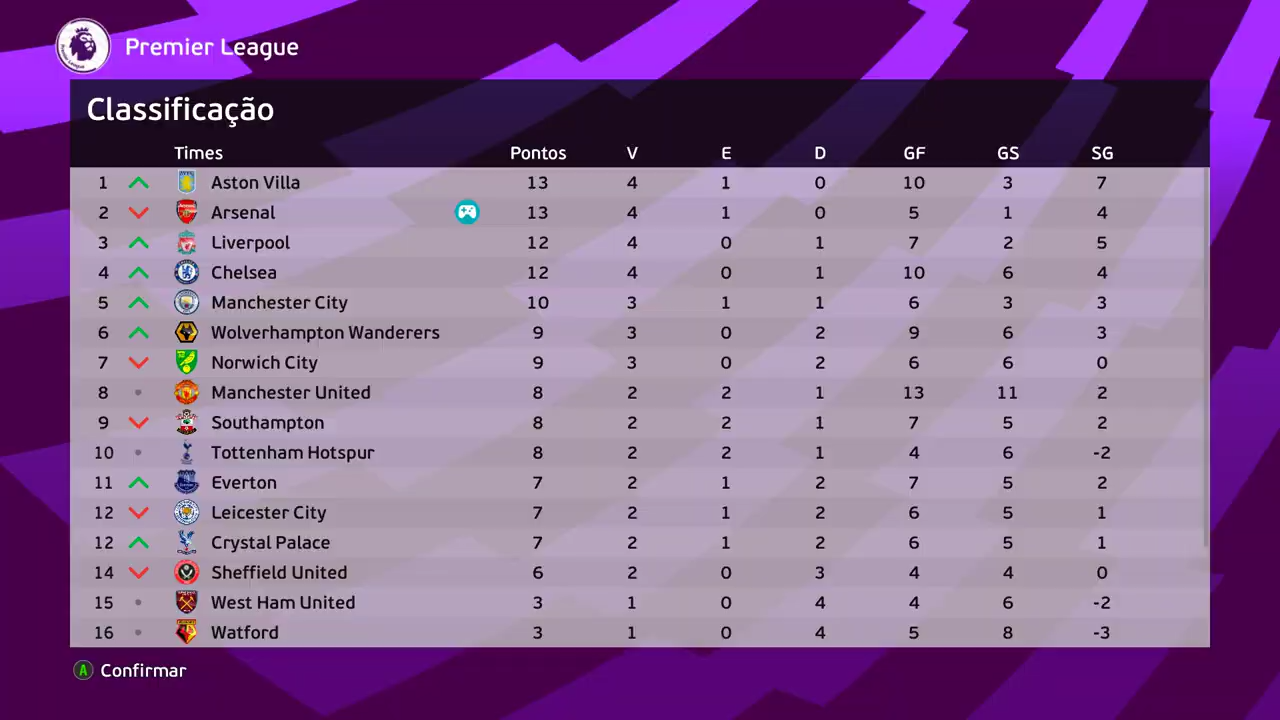 Premier League
Classificação
Times Pontos V E D GF GS SG
1 Aston Villa 13 4 1 0 10 3 7
2 Arsenal 13 4 1 0 5 1 4
3 Liverpool 12 4 0 1 7 2 5
4 Chelsea 12 4 0 1 10 6 4
5 Manchester City 10 3 1 1 6 3 3
6 Wolverhampton Wanderers 9 3 0 2 9 6 3
7 Norwich City 9 3 0 2 6 6 0
8 Manchester United 8 2 2 1 13 11 2
9 Southampton 8 2 2 1 7 5 2
10 Tottenham Hotspur 8 2 2 1 4 6 -2
11 Everton 7 2 1 2 7 5 2
12 Leicester City 7 2 1 2 6 5 1
12 Crystal Palace 7 2 1 2 6 5 1
14 Sheffield United 6 2 0 3 4 4 0
15 West Ham United 3 1 0 4 4 6 -2
16 Watford 3 1 0 4 5 8 -3
A Confirmar